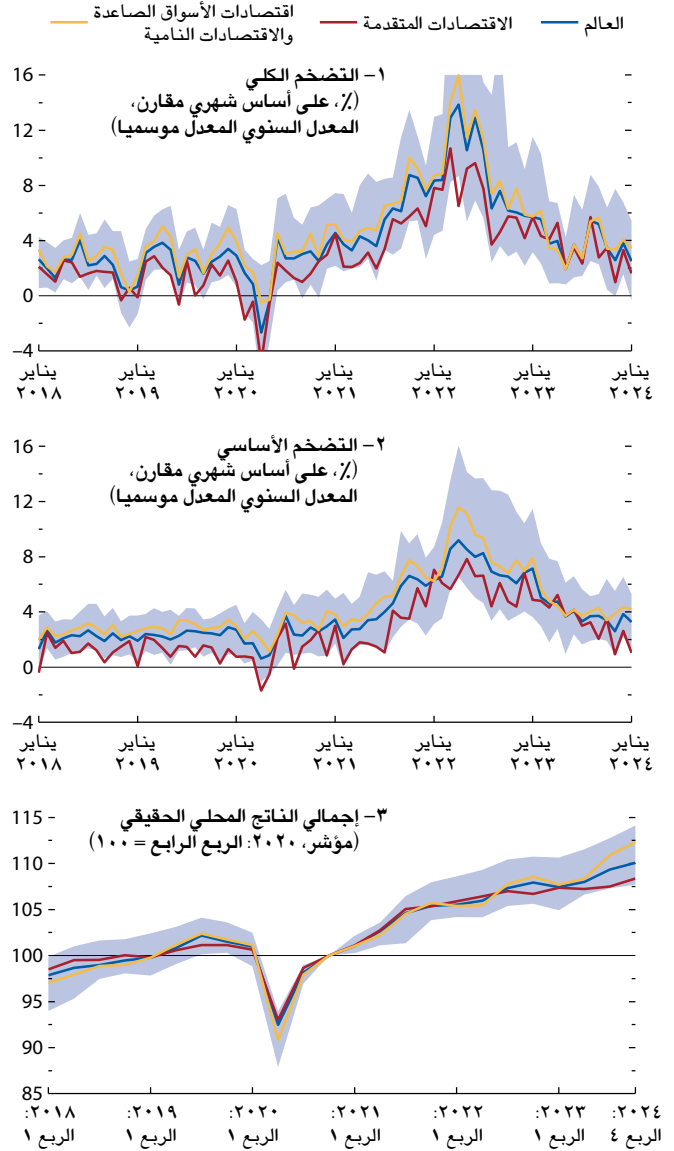 العالم
الاقتصادات المتقدمة
اقتصادات الأسواق الصاعدة
والاقتصادات النامية
١– التضخم الكلي
(٪، على أساس شهري مقارن،
المعدل السنوي المعدل موسميا)
16
12
8
4
0
–4
يناير يناير يناير يناير يناير يناير يناير
٢٠١٨ ٢٠١٩ ٢٠٢٠ ٢٠٢١ ٢٠٢٢ ٢٠٢٣ ٢٠٢٤
٢– التضخم الأساسي
(٪، على أساس شهري مقارن،
المعدل السنوي المعدل موسميا)
16
12
8
4
0
–4
يناير يناير يناير يناير يناير يناير يناير
٢٠١٨ ٢٠١٩ ٢٠٢٠ ٢٠٢١ ٢٠٢٢ ٢٠٢٣ ٢٠٢٤
٣– إجمالي الناتج المحلي الحقيقي
(مؤشر، ٢٠٢٠: الربع الرابع = ١٠٠)
115
110
105
100
95
90
85
٢٠١٨: ٢٠١٩: ٢٠٢٠: ٢٠٢١: ٢٠٢٢: ٢٠٢٣: ٢٠٢٤:
الربع ١ الربع ١ الربع ١ الربع ١ الربع ١ الربع ١ الربع ٤